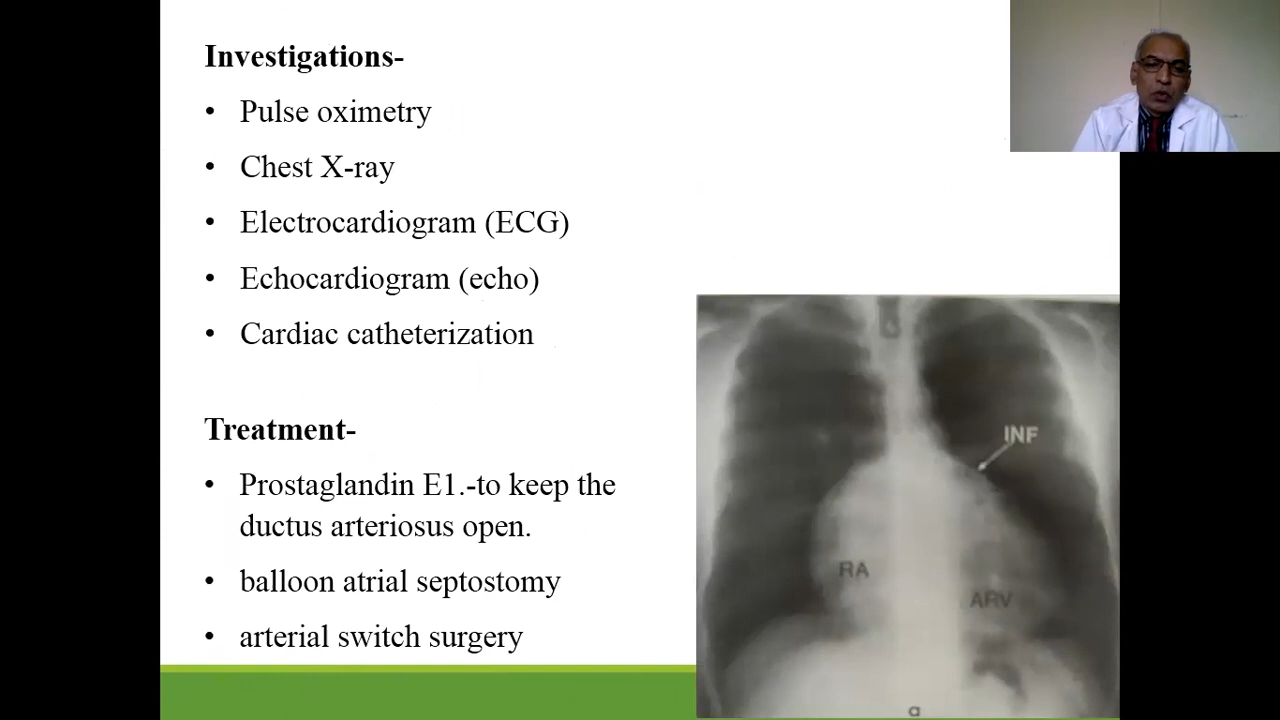 Investigations-
• Pulse oximetry
• Chest X-ray
• Electrocardiogram (ECG)
• Echocardiogram (echo)
• Cardiac catheterization
Treatment-
• Prostaglandin E1.-to keep the
ductus arteriosus open.
• balloon atrial septostomy
• arterial switch surgery
INF
RA
ARV
a